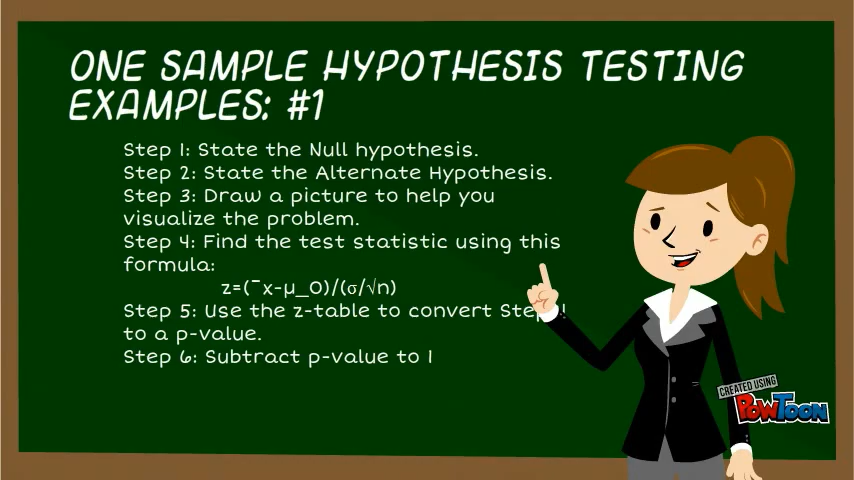 ONE SAMPLE HYPOTHESIS TESTING
EXAMPLES: #1
Step 1: State the Null hypothesis.
Step 2: State the Alternate Hypothesis.
Step 3: Draw a picture to help you
visualize the problem.
Step 4: Find the test statistic using this
formula:
z=(¯x-μ_0)/(σ/√n)
Step 5: Use the z-table to convert Step
to a p-value.
Step 6: Subtract p-value to 1
CREATED USING
POWTOON